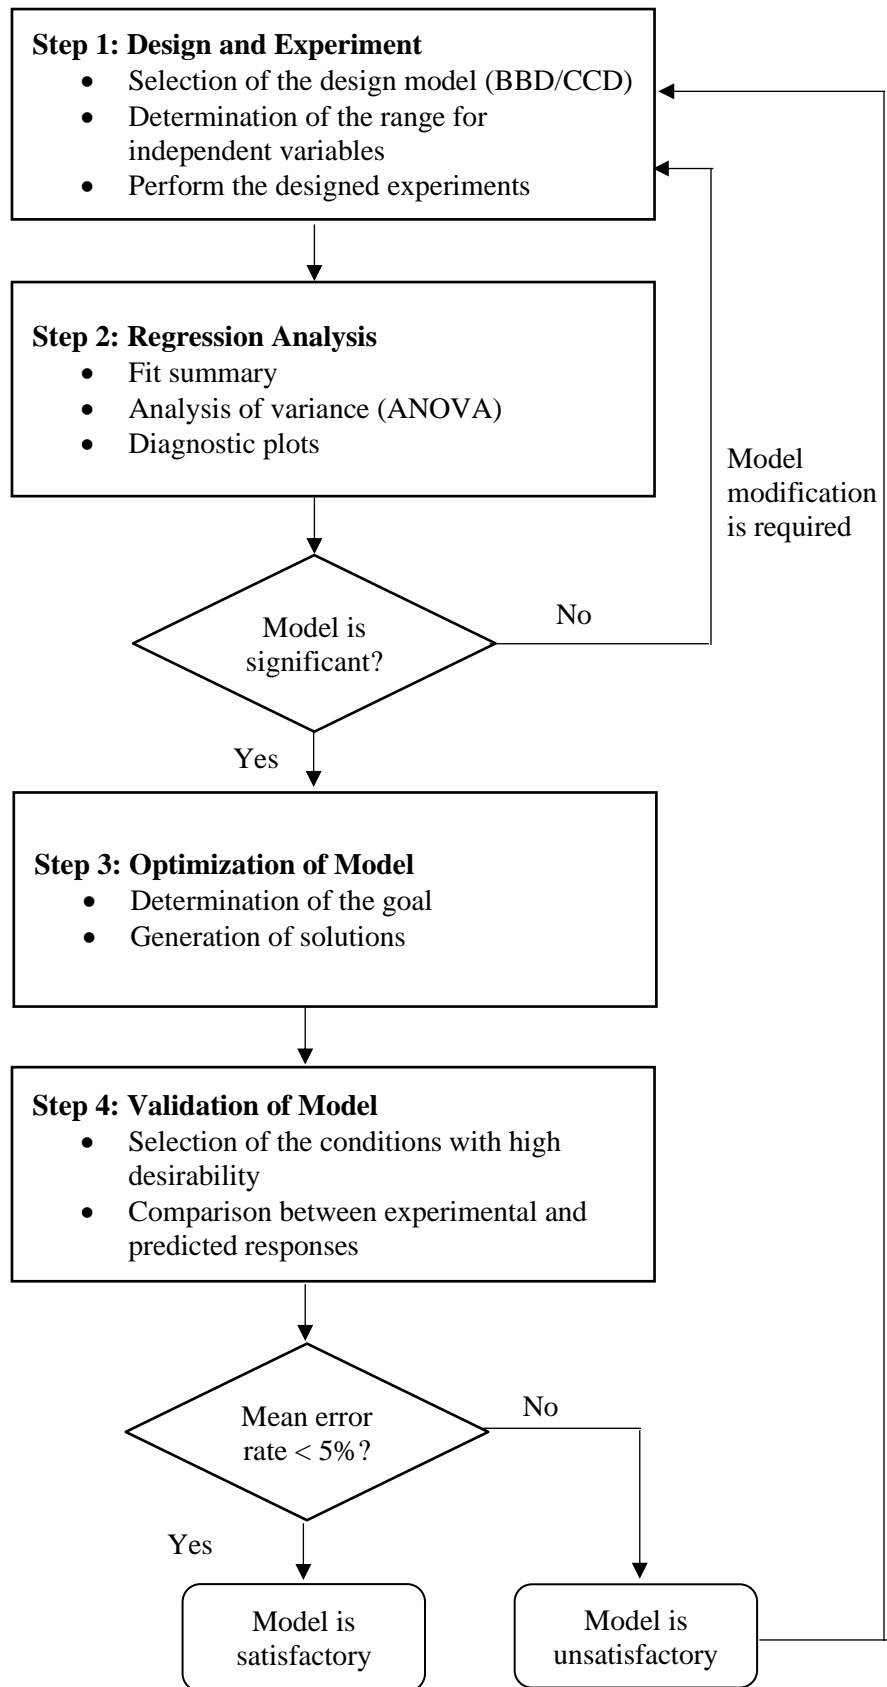 Step 1: Design and Experiment
• Selection of the design model (BBD/CCD)
• Determination of the range for
independent variables
• Perform the designed experiments
Step 2: Regression Analysis
• Fit summary
• Analysis of variance (ANOVA)
• Diagnostic plots
Model
modification
is required
No
Model is
significant?
Yes
Step 3: Optimization of Model
• Determination of the goal
• Generation of solutions
Step 4: Validation of Model
• Selection of the conditions with high
desirability
• Comparison between experimental and
predicted responses
No
Mean error
rate < 5%?
Yes
Model is
satisfactory
Model is
unsatisfactory